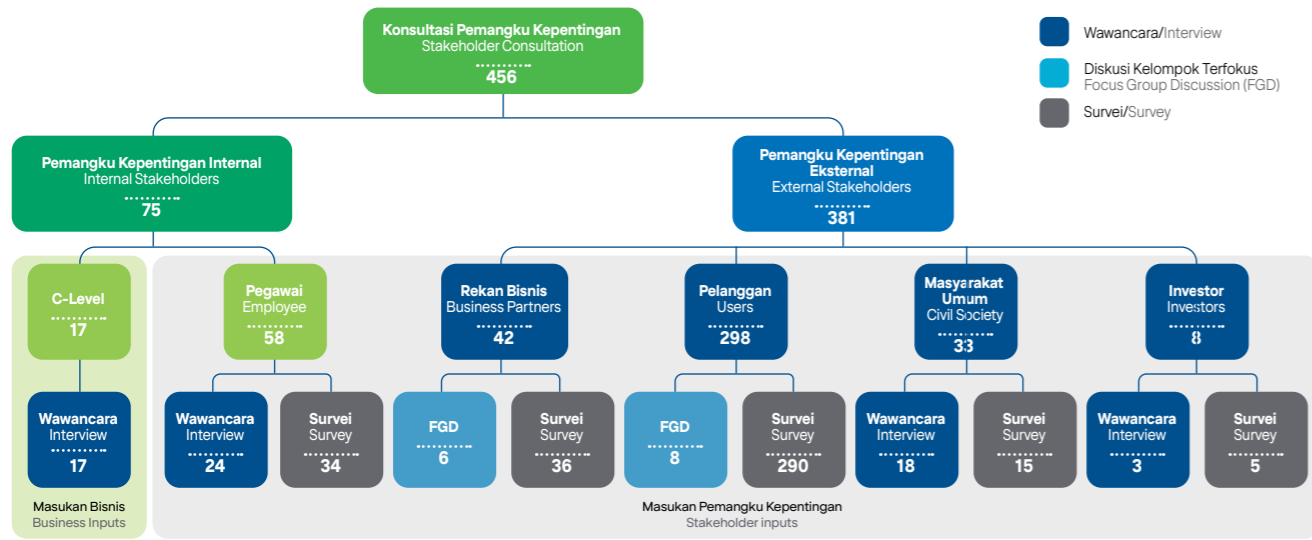 Konsultasi Pemangku Kepentingan
Stakeholder Consultation
456
Wawancara/Interview
Diskusi Kelompok Terfokus
Focus Group Discussion (FGD)
Survei/Survey
Pemangku Kepentingan Internal
Internal Stakeholders
75
Pemangku Kepentingan
Eksternal
External Stakeholders
381
C-Level
17
Pegawai
Employee
58
Rekan Bisnis
Business Partners
42
Pelanggan
Users
298
Masyarakat
Umum
Civil Society
33
Investor
Investors
8
Wawancara
Interview
17
Wawancara
Interview
24
Survei
Survey
34
FGD
6
Survei
Survey
36
FGD
8
Survei
Survey
290
Wawancara
Interview
18
Survei
Survey
15
Wawancara
Interview
3
Survei
Survey
5
Masukan Bisnis
Business Inputs
Masukan Pemangku Kepentingan
Stakeholder inputs